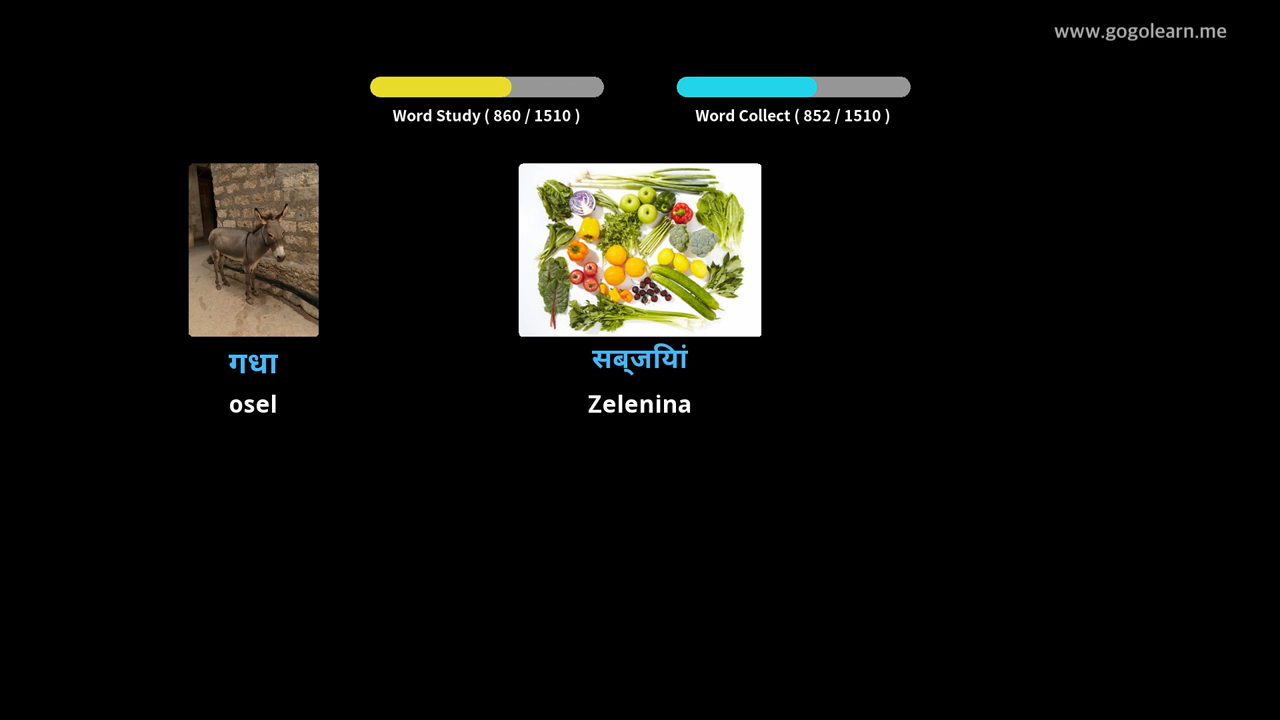 www.gogolearn.me
Word Study ( 860 / 1510 )
Word Collect ( 852 / 1510 )
गधा
osel
सब्जियां
Zelenina